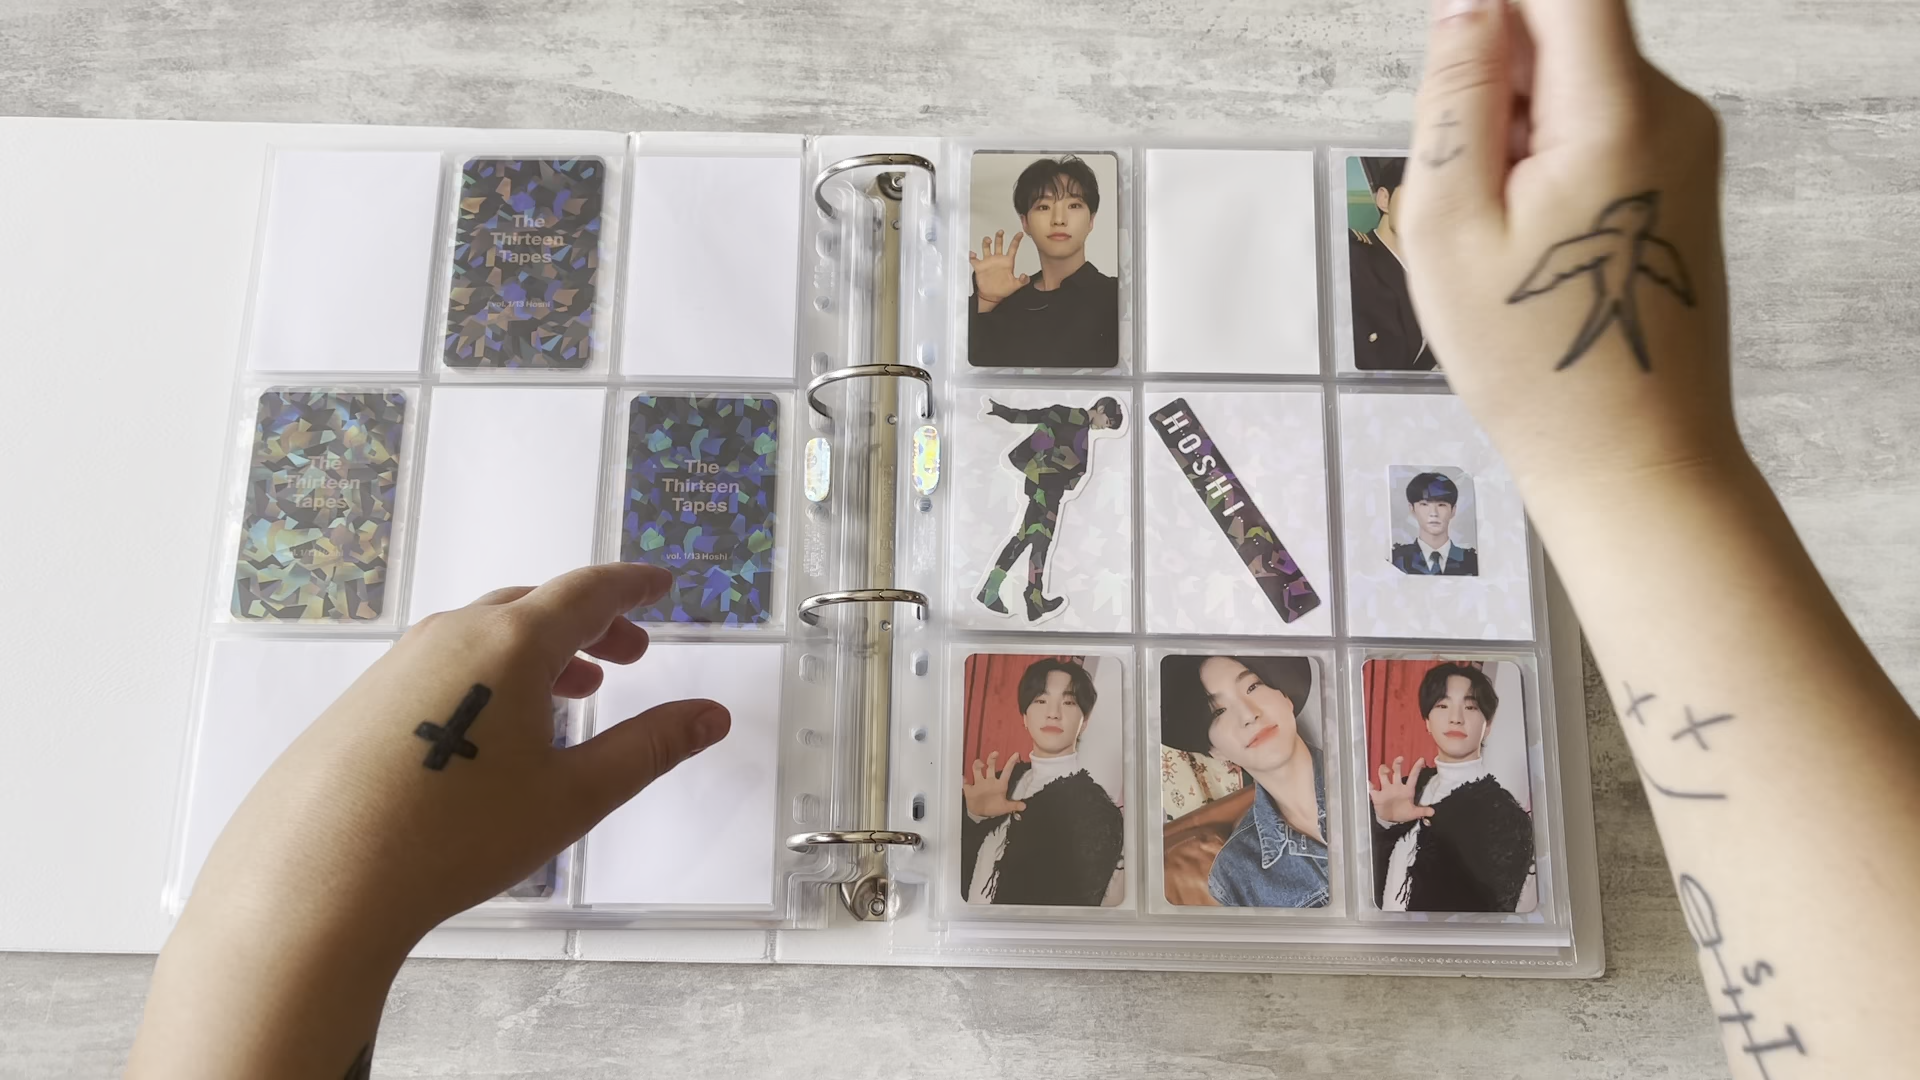 The
Thirteen
Tapes
vol. 1/13 Hoshi
The
Thirteen
Tapes
The
Thirteen
Tapes
vol. 1/13 Hoshi
HOSHI